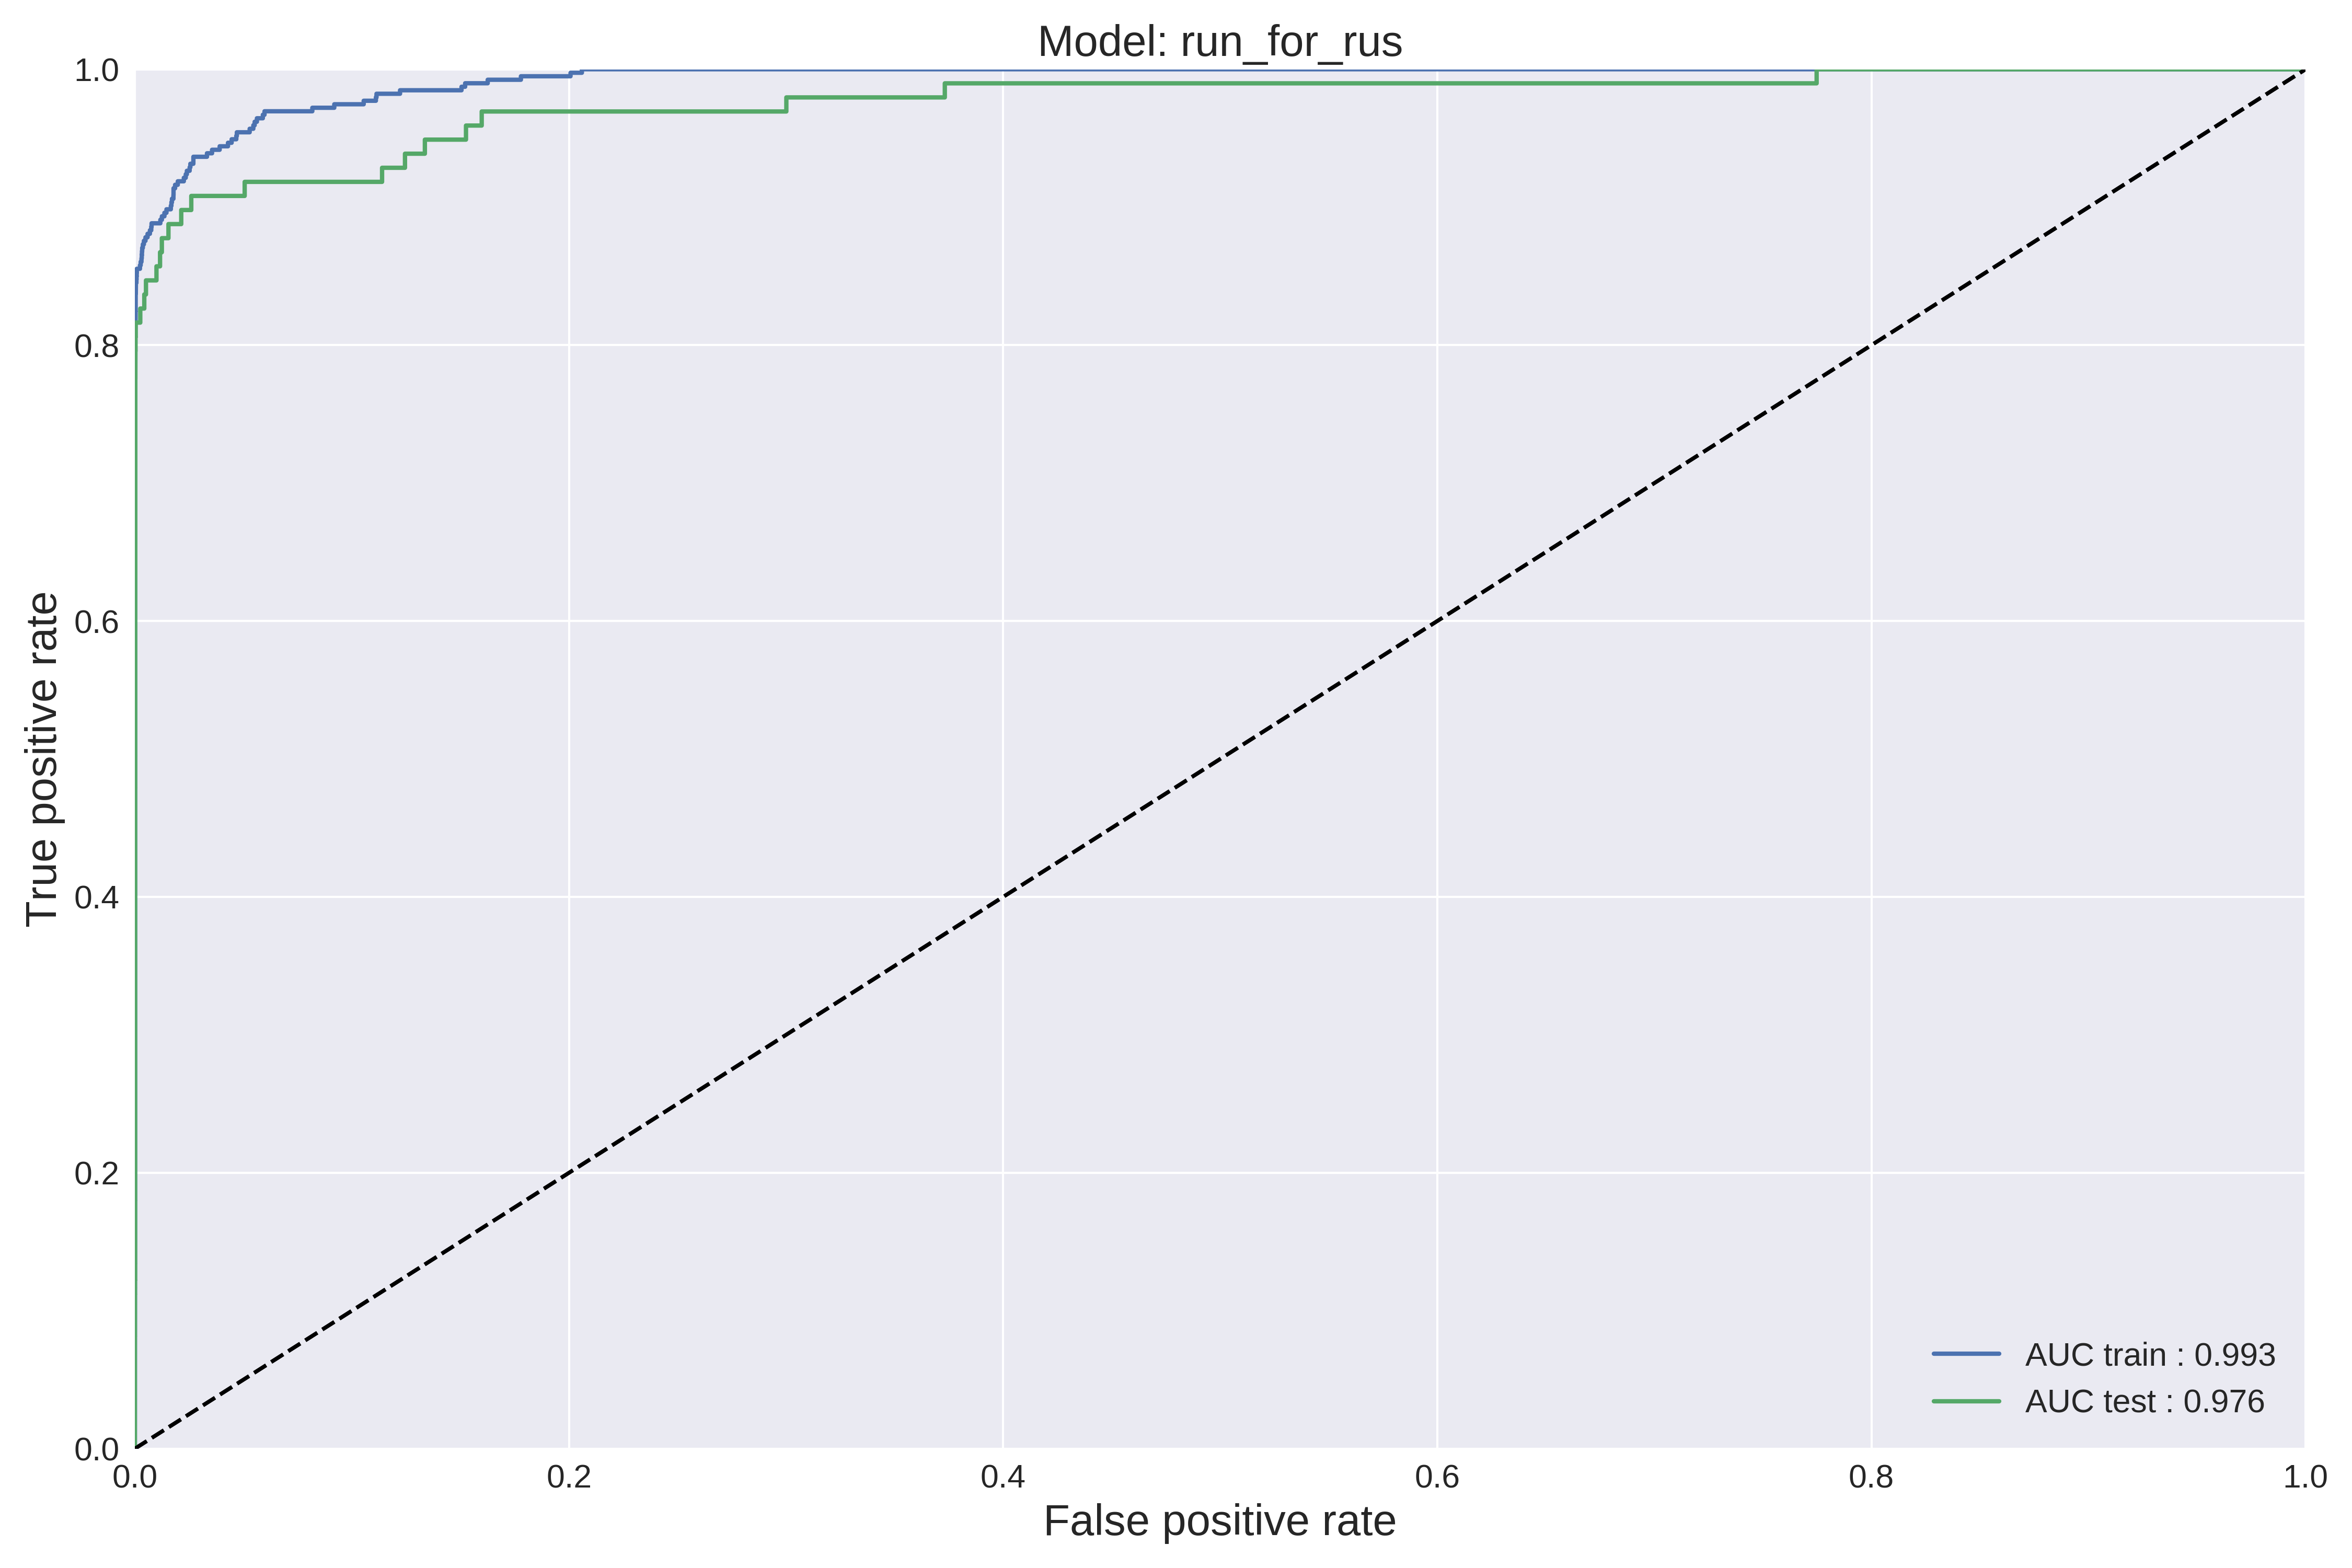 Model: run_for_rus
1.0
0.8
0.6
0.4
0.2
0.0
True positive rate
0.0 0.2 0.4 0.6 0.8 1.0
False positive rate
AUC train : 0.993
AUC test : 0.976